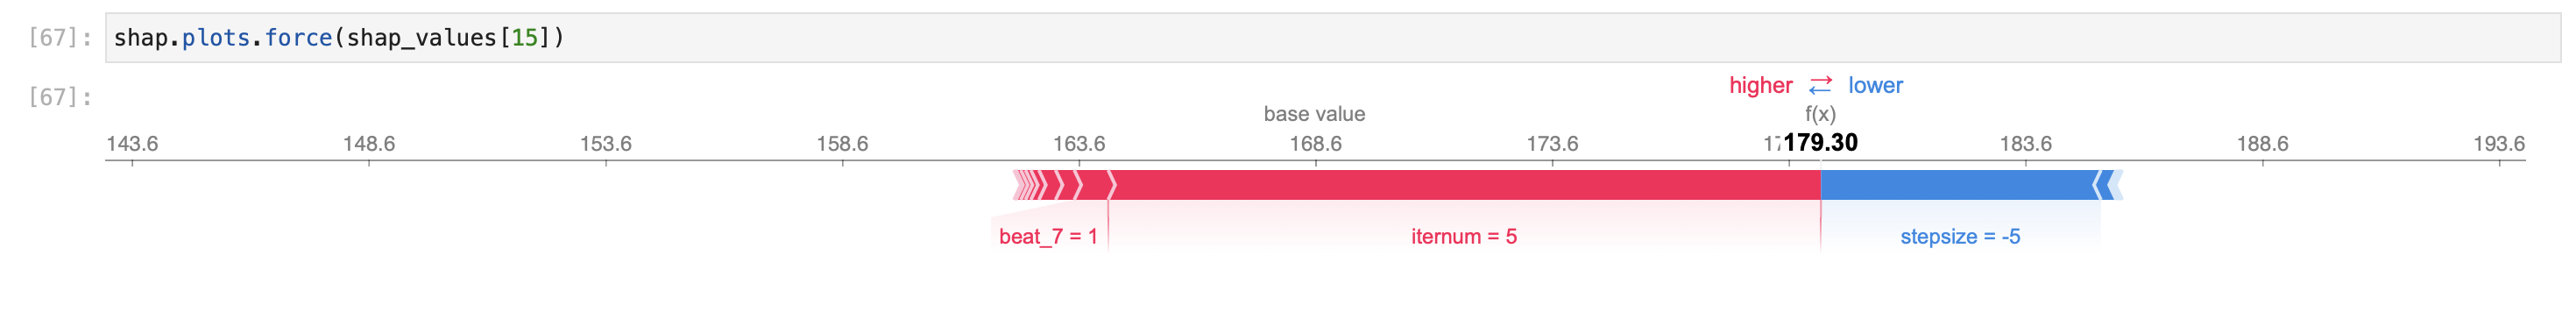 [67]: shap.plots.force(shap_values[15])
[67]:
higher ⇄ lower
base value f(x)
143.6 148.6 153.6 158.6 163.6 168.6 173.6 179.30 183.6 188.6 193.6
beat_7 = 1 iternum = 5 stepsize = -5